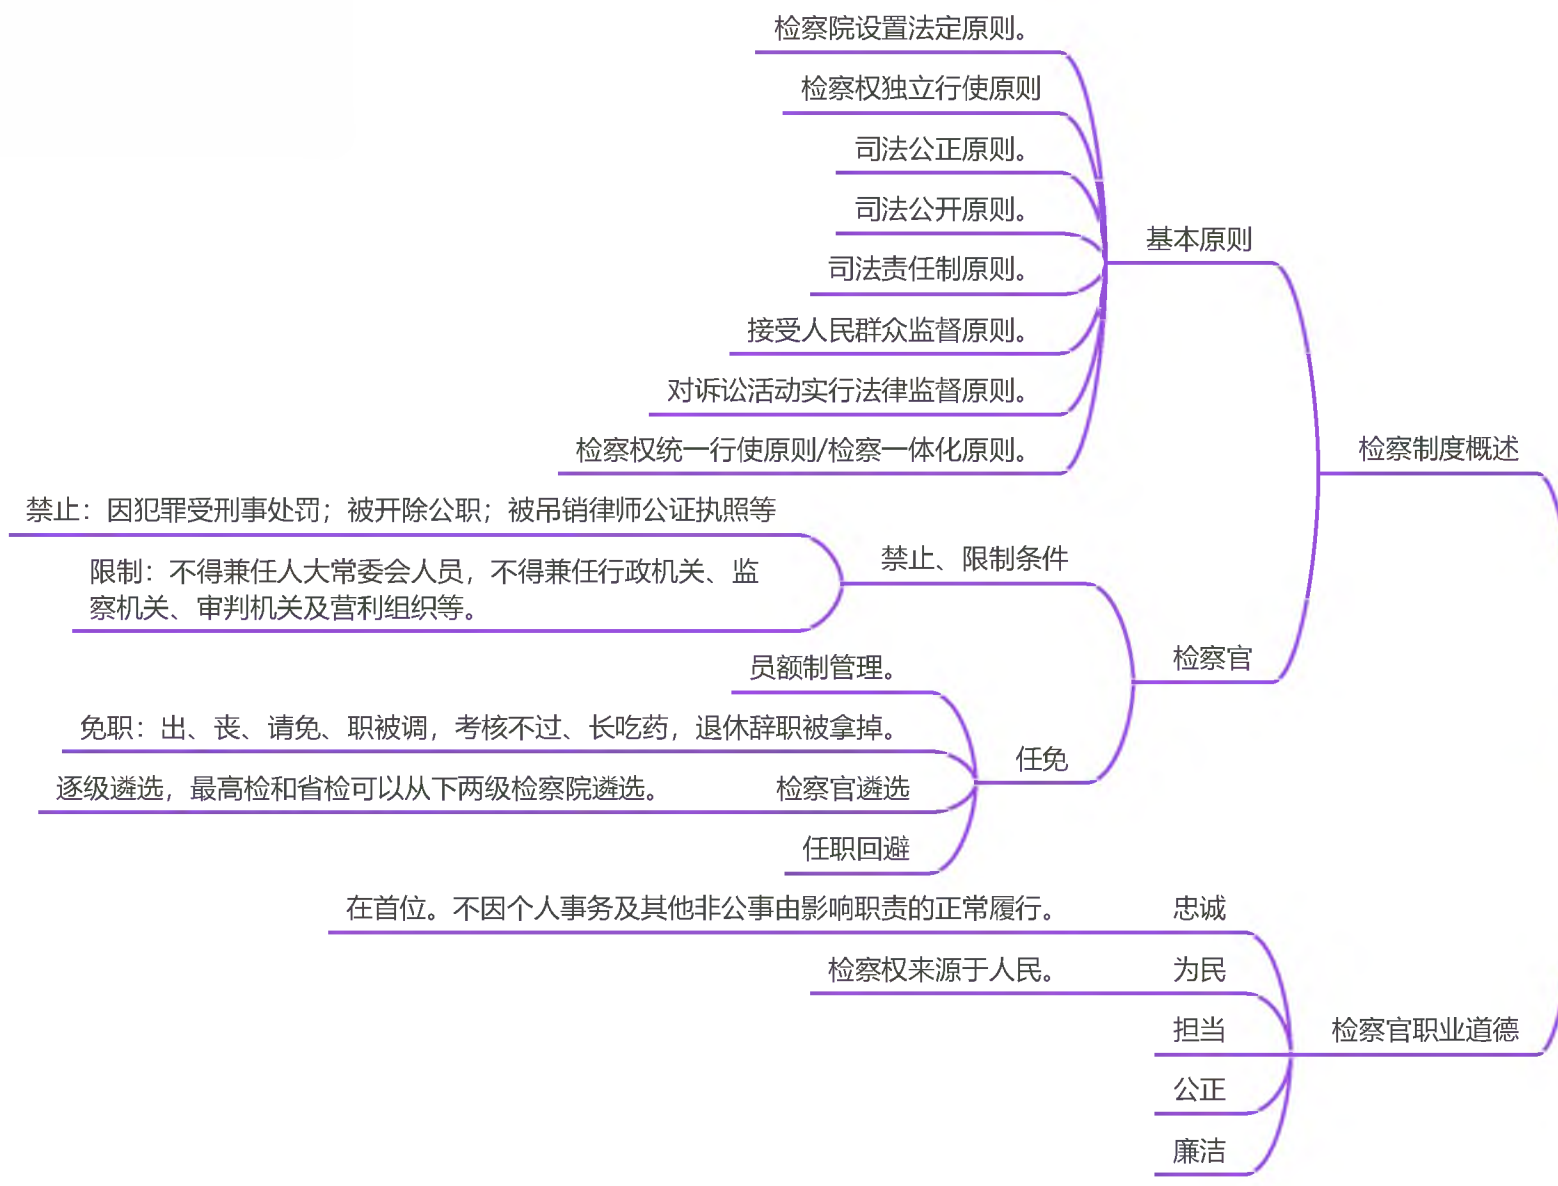 检察院设置法定原则。
检察权独立行使原则
司法公正原则。
司法公开原则。
基本原则
司法责任制原则。
接受人民群众监督原则。
对诉讼活动实行法律监督原则。
检察权统一行使原则/检察一体化原则。
检察制度概述
禁止：因犯罪受刑事处罚；被开除公职；被吊销律师公证执照等
禁止、限制条件
限制：不得兼任人大常委会人员，不得兼任行政机关、监
察机关、审判机关及营利组织等。
检察官
员额制管理。
免职：出、丧、请免、职被调，考核不过、长吃药，退休辞职被拿掉。
任免
逐级遴选，最高检和省检可以从下两级检察院遴选。
检察官遴选
任职回避
在首位。不因个人事务及其他非公事由影响职责的正常履行。
忠诚
检察权来源于人民。
为民
担当
检察官职业道德
公正
廉洁